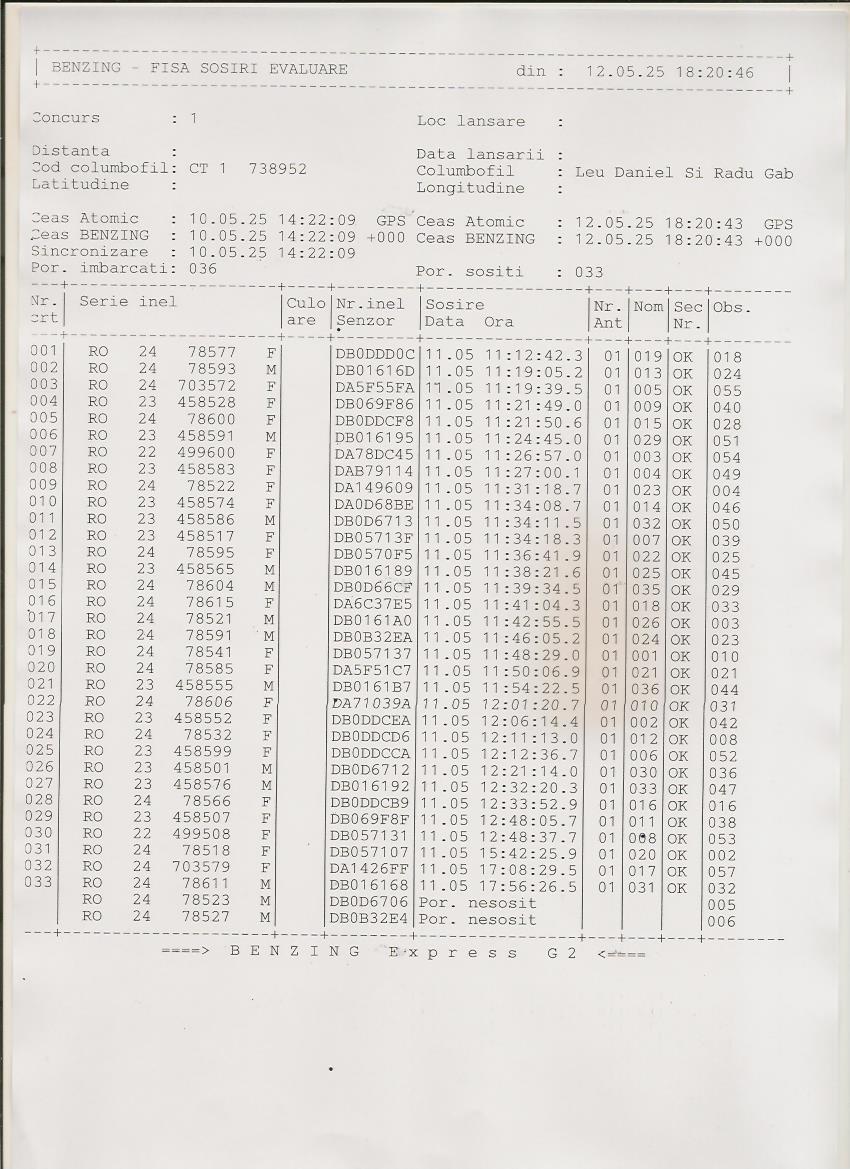 BENZING - FISA SOSIRI EVALUARE din : 12.05.25 18:20:46
Concurs : 1 Loc lansare :
Distanta : Data lansarii :
Cod columbofil: CT 1 738952 Columbofil : Leu Daniel Si Radu Gab
Latitudine : Longitudine :
Ceas Atomic : 10.05.25 14:22:09 GPS Ceas Atomic : 12.05.25 18:20:43 GPS
Ceas BENZING : 10.05.25 14:22:09 +000 Ceas BENZING : 12.05.25 18:20:43 +000
Sincronizare : 10.05.25 14:22:09
Por. imbarcati: 036 Por. sositi : 033
Nr. Serie inel Culo Nr.inel Sosire Nr. Nom Sec Obs.
crt are Senzor Data Ora Ant Nr.
001 RO 24 78577 F DB0DDD0C 11.05 11:12:42.3 01 019 OK 018
002 RO 24 78593 M DB01616D 11.05 11:19:05.2 01 013 OK 024
003 RO 24 703572 F DA5F55FA 11.05 11:19:39.5 01 005 OK 055
004 RO 23 458528 F DB069F86 11.05 11:21:49.0 01 009 OK 040
005 RO 24 78600 F DB0DDCF8 11.05 11:21:50.6 01 015 OK 028
006 RO 23 458591 M DB016195 11.05 11:24:45.0 01 029 OK 051
007 RO 22 499600 F DA78DC45 11.05 11:26:57.0 01 003 OK 054
008 RO 23 458583 F DAB79114 11.05 11:27:00.1 01 004 OK 049
009 RO 24 78522 F DA149609 11.05 11:31:18.7 01 023 OK 004
010 RO 23 458574 F DA0D68BE 11.05 11:34:08.7 01 014 OK 046
011 RO 23 458586 M DB0D6713 11.05 11:34:11.5 01 032 OK 050
012 RO 23 458517 F DB05713F 11.05 11:34:18.3 01 007 OK 039
013 RO 24 78595 F DB0570F5 11.05 11:36:41.9 01 022 OK 025
014 RO 23 458565 M DB016189 11.05 11:38:21.6 01 025 OK 045
015 RO 24 78604 M DB0D66CF 11.05 11:39:34.5 01 035 OK 029
016 RO 24 78615 F DA6C37E5 11.05 11:41:04.3 01 018 OK 033
017 RO 24 78521 M DB0161A0 11.05 11:42:55.5 01 026 OK 003
018 RO 24 78591 M DB0B32EA 11.05 11:46:05.2 01 024 OK 023
019 RO 24 78541 F DB057137 11.05 11:48:29.0 01 001 OK 010
020 RO 24 78585 F DA5F51C7 11.05 11:50:06.9 01 021 OK 021
021 RO 23 458555 M DB0161B7 11.05 11:54:22.5 01 036 OK 044
022 RO 24 78606 F DA71039A 11.05 12:01:20.7 01 010 OK 031
023 RO 23 458552 F DB0DDCEA 11.05 12:06:14.4 01 002 OK 042
024 RO 24 78532 F DB0DDCD6 11.05 12:11:13.0 01 012 OK 008
025 RO 23 458599 F DB0DDCCA 11.05 12:12:36.7 01 006 OK 052
026 RO 23 458501 M DB0D6712 11.05 12:21:14.0 01 030 OK 036
027 RO 23 458576 M DB016192 11.05 12:32:20.3 01 033 OK 047
028 RO 24 78566 F DB0DDCB9 11.05 12:33:52.9 01 016 OK 016
029 RO 23 458507 F DB069F8F 11.05 12:48:05.7 01 011 OK 038
030 RO 22 499508 F DB057131 11.05 12:48:37.7 01 008 OK 053
031 RO 24 78518 F DB057107 11.05 15:42:25.9 01 020 OK 002
032 RO 24 703579 F DA1426FF 11.05 17:08:29.5 01 017 OK 057
033 RO 24 78611 M DB016168 11.05 17:56:26.5 01 031 OK 032
RO 24 78523 M DB0D6706 Por. nesosit 005
RO 24 78527 M DB0B32E4 Por. nesosit 006
====> B E N Z I N G E x p r e s s G 2 <====